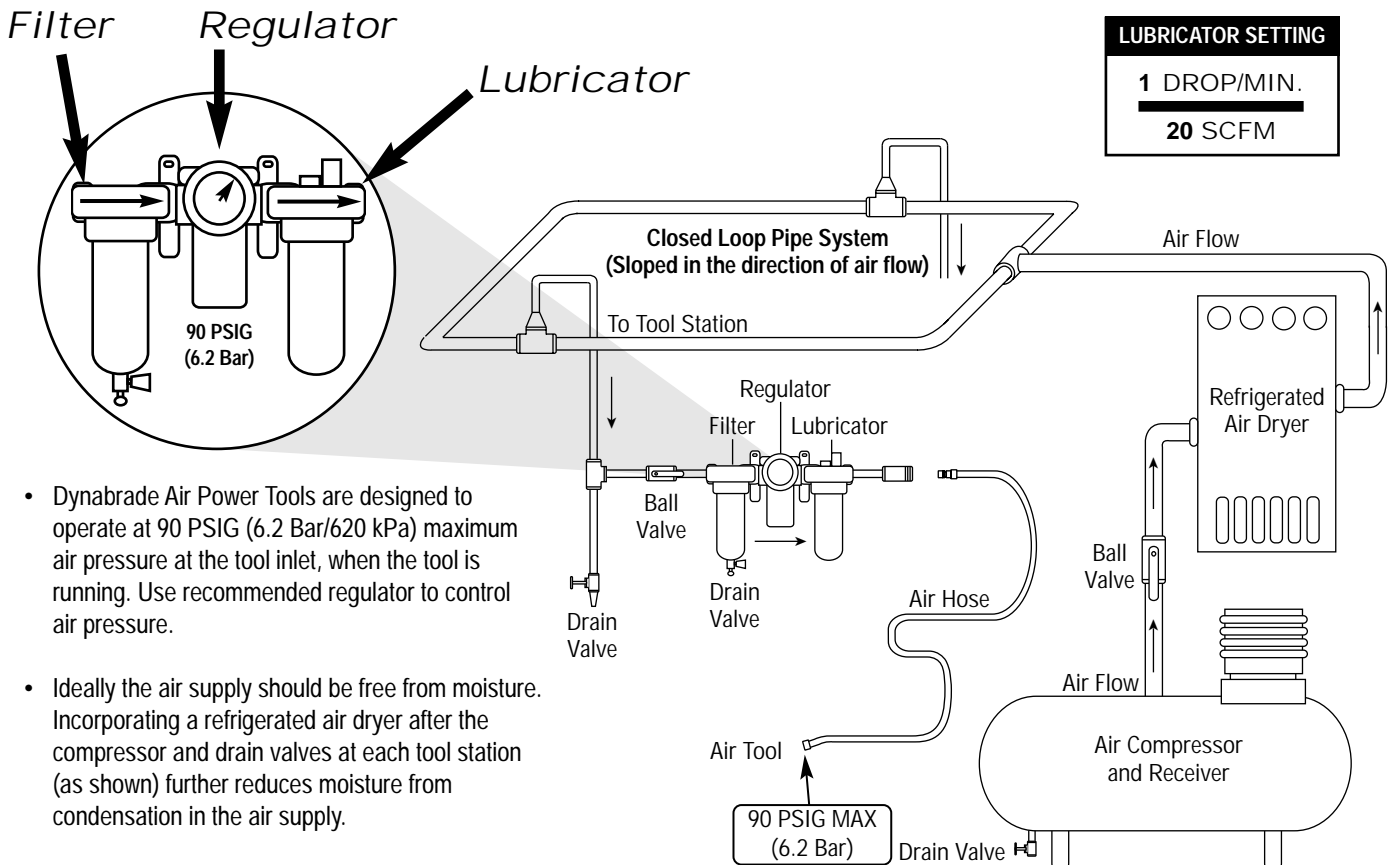 Filter
Regulator
Lubricator
LUBRICATOR SETTING
1 DROP/MIN.
20 SCFM
90 PSIG
(6.2 Bar)
Closed Loop Pipe System
(Sloped in the direction of air flow)
Air Flow
To Tool Station
Regulator
Filter
Lubricator
Refrigerated
Air Dryer
Ball
Valve
Drain
Valve
Drain
Valve
Air Hose
Ball
Valve
• Dynabrade Air Power Tools are designed to
operate at 90 PSIG (6.2 Bar/620 kPa) maximum
air pressure at the tool inlet, when the tool is
running. Use recommended regulator to control
air pressure.
• Ideally the air supply should be free from moisture.
Incorporating a refrigerated air dryer after the
compressor and drain valves at each tool station
(as shown) further reduces moisture from
condensation in the air supply.
Air Flow
Air Tool
Air Compressor
and Receiver
90 PSIG MAX
(6.2 Bar)
Drain Valve